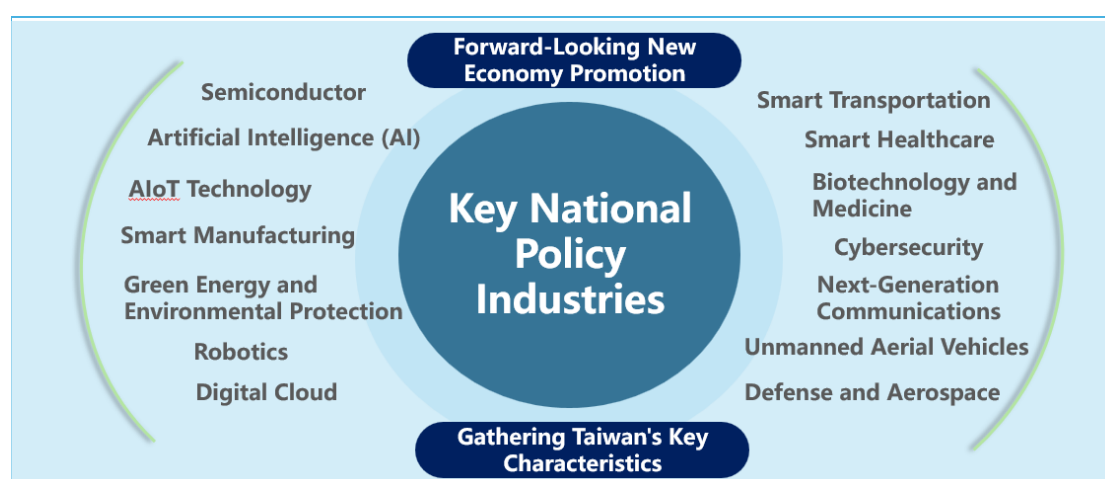 Forward-Looking New
Economy Promotion
Semiconductor
Artificial Intelligence (AI)
AIoT Technology
Smart Manufacturing
Green Energy and
Environmental Protection
Robotics
Digital Cloud
Key National
Policy
Industries
Smart Transportation
Smart Healthcare
Biotechnology and
Medicine
Cybersecurity
Next-Generation
Communications
Unmanned Aerial Vehicles
Defense and Aerospace
Gathering Taiwan's Key
Characteristics